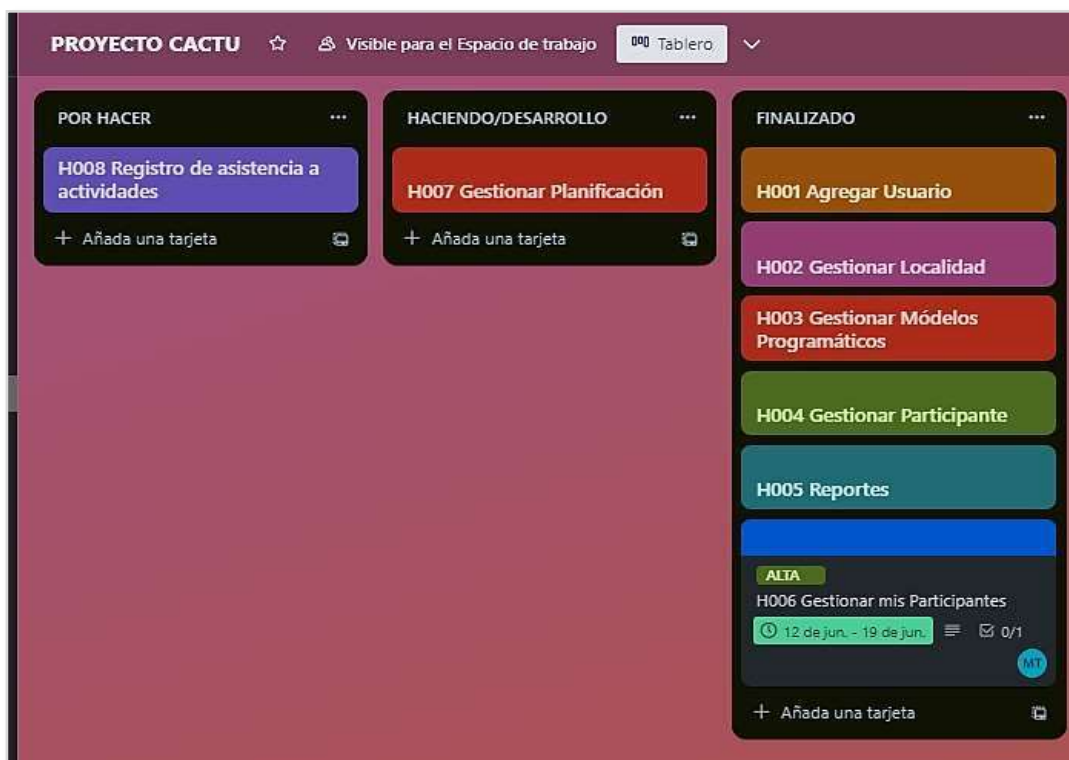 PROYECTO CACTU
Visible para el Espacio de trabajo
Tablero
POR HACER
H008 Registro de asistencia a
actividades
+ Añada una tarjeta
HACIENDO/DESARROLLO
H007 Gestionar Planificación
+ Añada una tarjeta
FINALIZADO
H001 Agregar Usuario
H002 Gestionar Localidad
H003 Gestionar Módelos
Programáticos
H004 Gestionar Participante
H005 Reportes
ALTA
H006 Gestionar mis Participantes
12 de jun. - 19 de jun.
0/1
MT
+ Añada una tarjeta